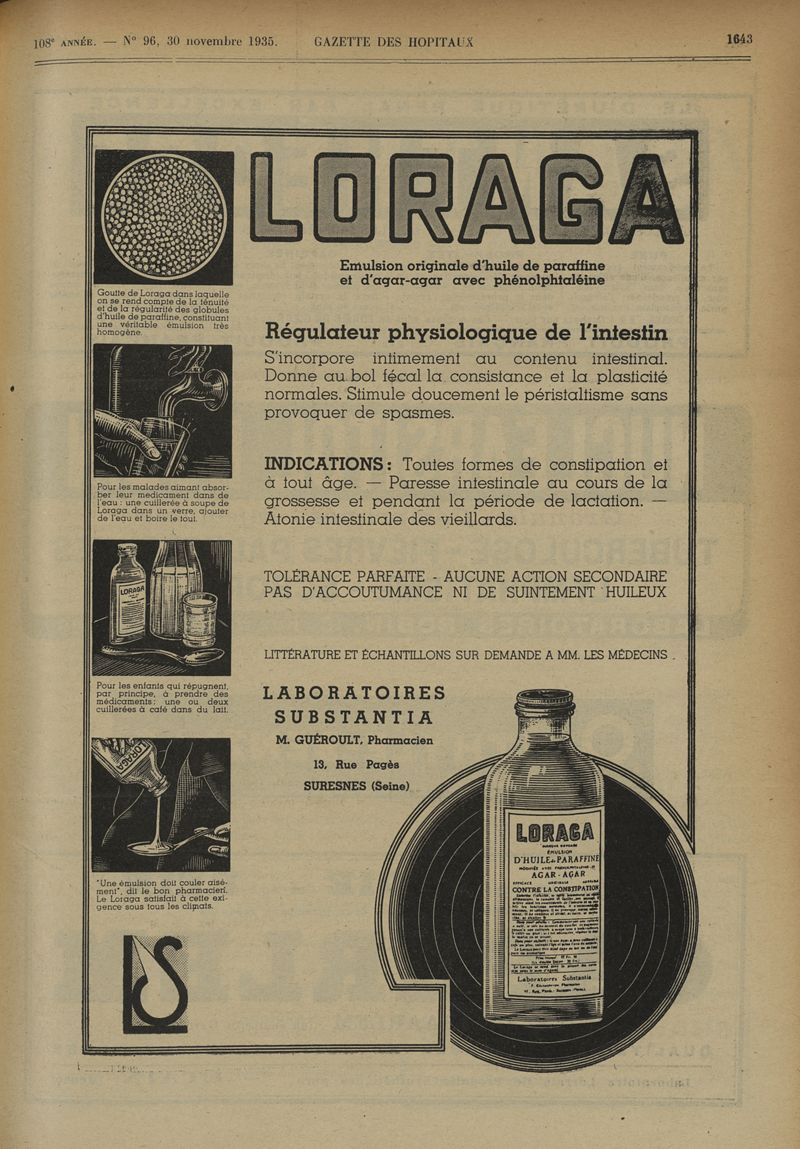 108e ANNÉE. — N° 96, 30 novembre 1935. GAZETTE DES HOPITAUX 1643
LORAGA
Emulsion originale d'huile de paraffine
et d'agar-agar avec phénolphtaléine
Goutte de Loraga dans laquelle
on se rend compte de la ténuité
et de la régularité des globules
d'huile de paraffine, constituant
une véritable émulsion très
homogène.
Régulateur physiologique de l'intestin
S'incorpore intimement au contenu intestinal.
Donne au bol fécal la consistance et la plasticité
normales. Stimule doucement le péristaltisme sans
provoquer de spasmes.
Pour les malades aimant absor-
ber leur medicament dans de
l'eau : une cuillerée à soupe de
Loraga dans un verre, ajouter
de l'eau et boire le tout.
INDICATIONS : Toutes formes de constipation et
à tout âge. — Paresse intestinale au cours de la
grossesse et pendant la période de lactation. —
Atonie intestinale des vieillards.
LORAGA
TOLÉRANCE PARFAITE - AUCUNE ACTION SECONDAIRE
PAS D'ACCOUTUMANCE NI DE SUINTEMENT HUILEUX
Pour les enfants qui répugnent,
par principe, à prendre des
médicaments : une ou deux
cuillerées à café dans du lait.
LITTÉRATURE ET ÉCHANTILLONS SUR DEMANDE A MM. LES MÉDECINS .
LABORATOIRES
SUBSTANTIA
M. GUÉROULT, Pharmacien
13, Rue Pagès
SURESNES (Seine)
LORAGA
"Une émulsion doit couler aisé-
ment", dit le bon pharmacien.
Le Loraga satisfait à cette exi-
gence sous tous les climats.
LS
LORAGA
ÉMULSION
D'HUILE DE PARAFFINE
AGAR-AGAR
CONTRE LA CONSTIPATION
Laboratoires Substantia